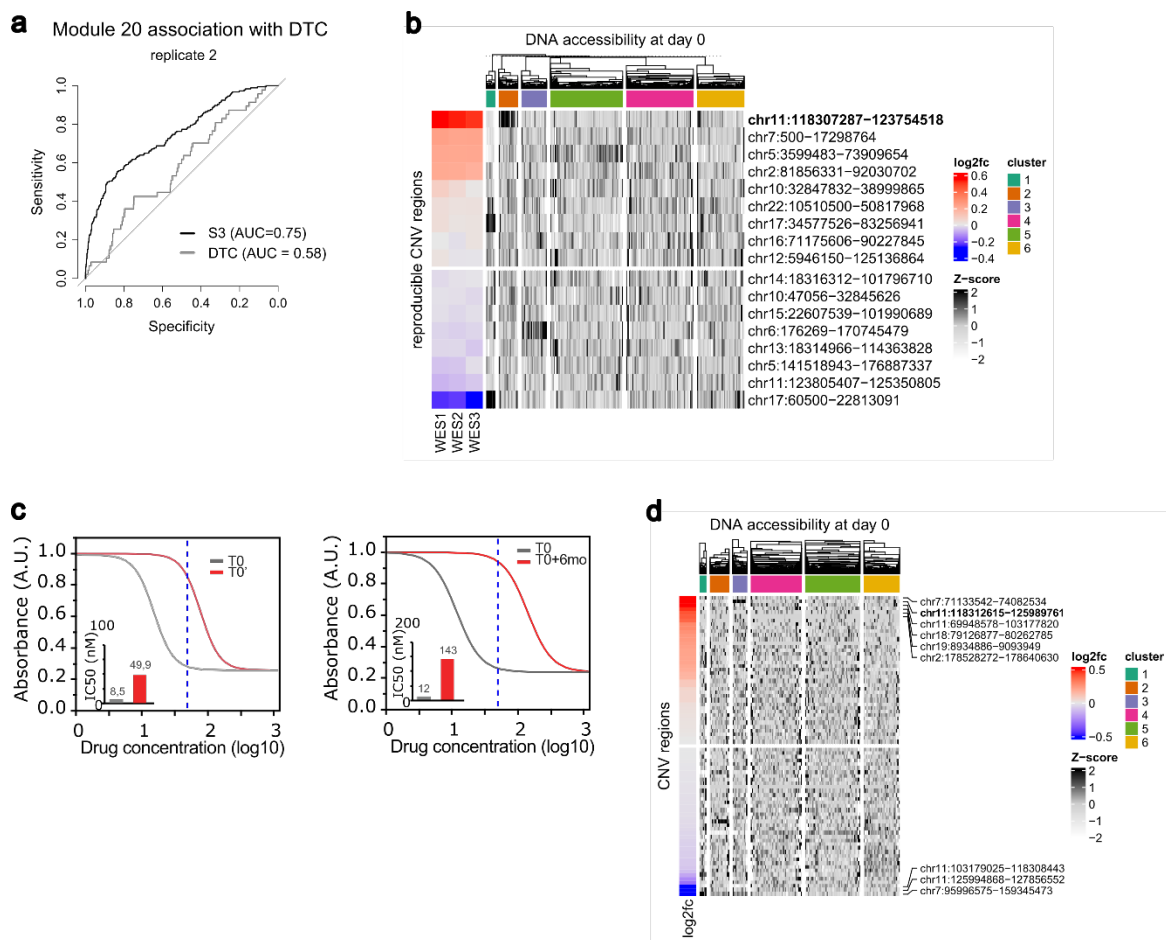 a
Module 20 association with DTC
replicate 2
Sensitivity
1.0
0.8
0.6
0.4
0.2
0.0
S3 (AUC=0.75)
DTC (AUC = 0.58)
1.0 0.8 0.6 0.4 0.2 0.0
Specificity
b
DNA accessibility at day 0
reproducible CNV regions
chr11:118307287−123754518
chr7:500−17298764
chr5:3599483−73909654
chr2:81856331−92030702
chr10:32847832−38999865
chr22:10510500−50817968
chr17:34577526−83256941
chr16:71175606−90227845
chr12:5946150−125136864
chr14:18316312−101796710
chr10:47056−32845626
chr15:22607539−101990689
chr6:176269−170745479
chr13:18314966−114363828
chr5:141518943−176887337
chr11:123805407−125350805
chr17:60500−22813091
WES1
WES2
WES3
log2fc
0.6
0.4
0.2
0
−0.2
−0.4
cluster
1
2
3
4
5
6
Z−score
2
1
0
−1
−2
c
Absorbance (A.U.)
1.0
0.9
0.7
0.6
0.4
0.3
0.2
0.0
T0
T0'
IC50 (nM)
100
0
8,5
49,9
0 1 2 3
Drug concentration (log10)
Absorbance (A.U.)
1.0
0.9
0.7
0.6
0.4
0.3
0.2
0.0
T0
T0+6mo
IC50 (nM)
200
0
12
143
0 1 2 3
Drug concentration (log10)
d
DNA accessibility at day 0
CNV regions
chr7:71133542−74082534
chr11:118312615−125989761
chr11:69948578−103177820
chr18:79126877−80262785
chr19:8934886−9093949
chr2:178528272−178640630
chr11:103179025−118308443
chr11:125994868−127856552
chr7:95996575−159345473
log2fc
log2fc
0.5
0
−0.5
cluster
1
2
3
4
5
6
Z−score
2
1
0
−1
−2